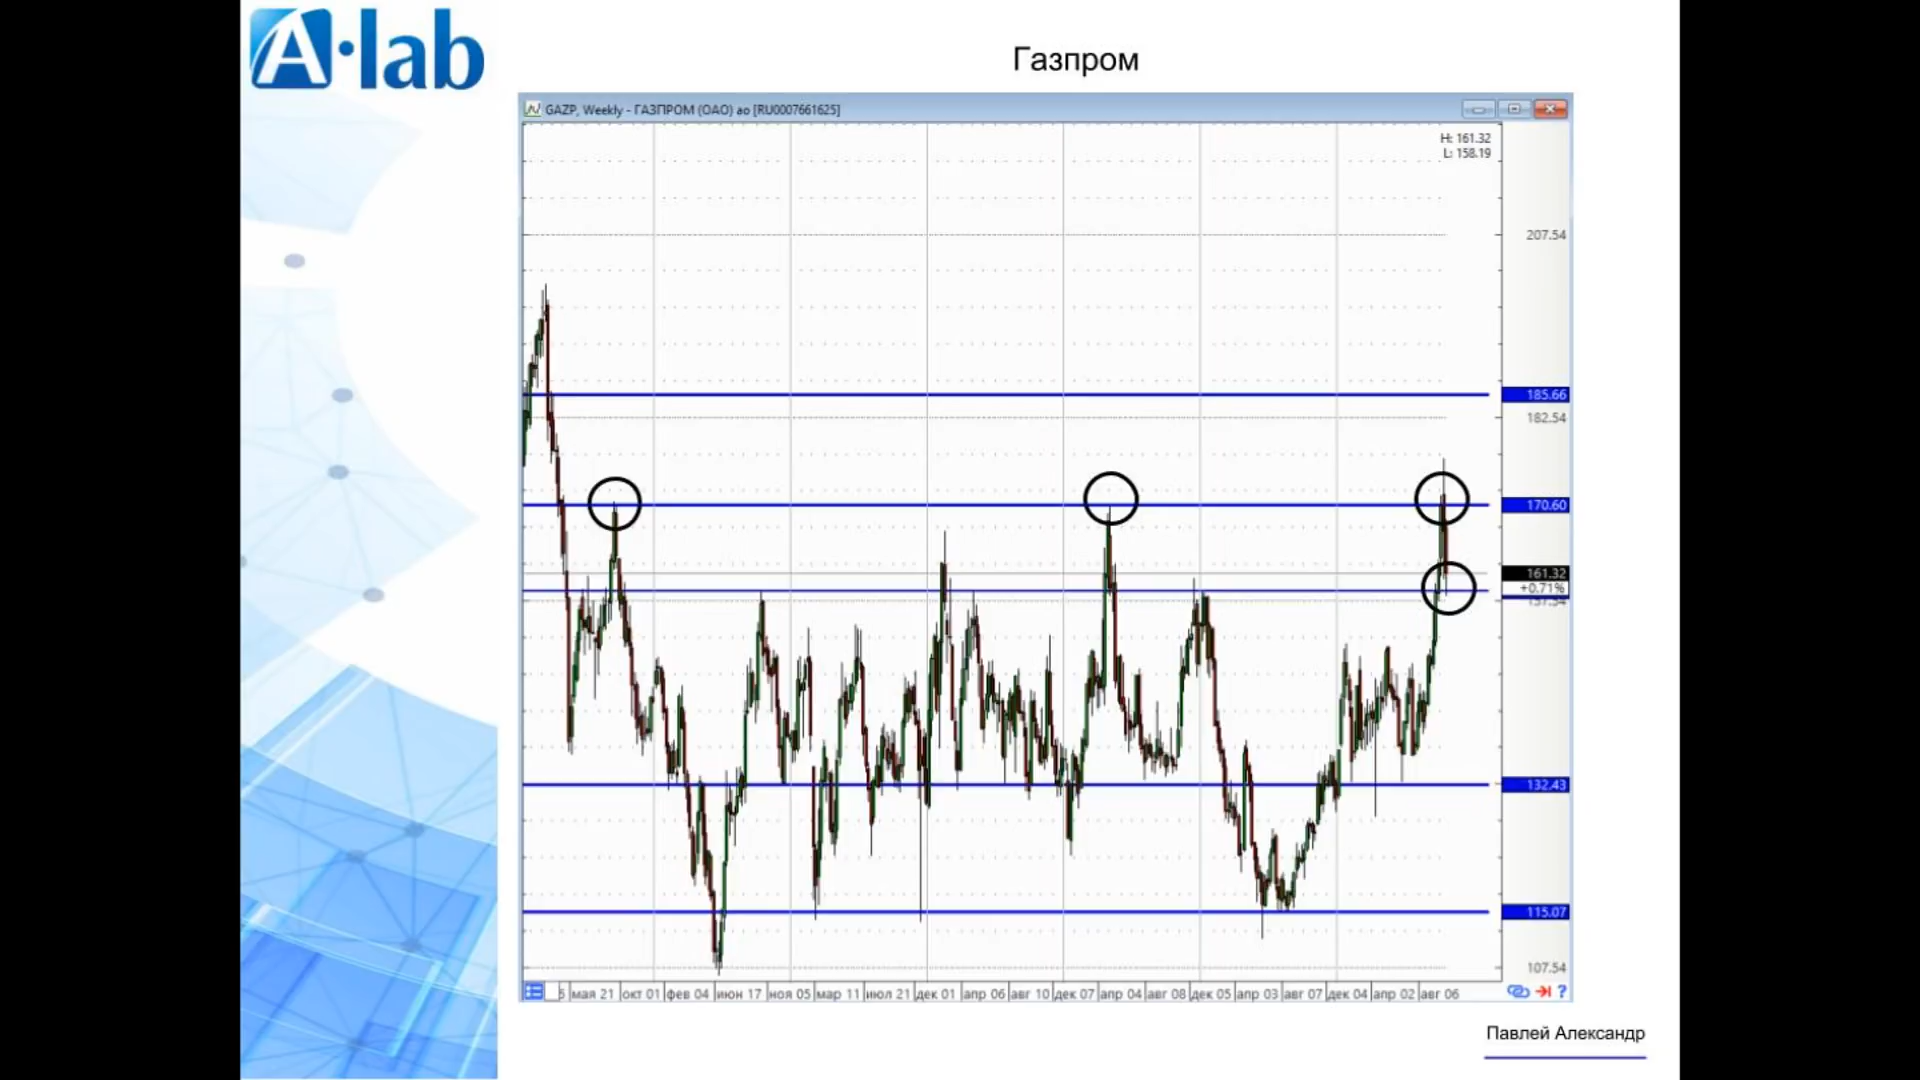 A·lab
Газпром
GAZP, Weekly - ГАЗПРОМ (ОАО) ао [RU0007661625]
H: 161.32
L: 158.19
207.54
185.66
182.54
170.60
161.32
+0.71%
157.54
132.43
115.07
107.54
5 мая 21 окт 01 фев 04 июн 17 ноя 05 мар 11 июл 21 дек 01 апр 06 авг 10 дек 07 апр 04 авг 08 дек 05 апр 03 авг 07 дек 04 апр 02 авг 06
?
Павлей Александр